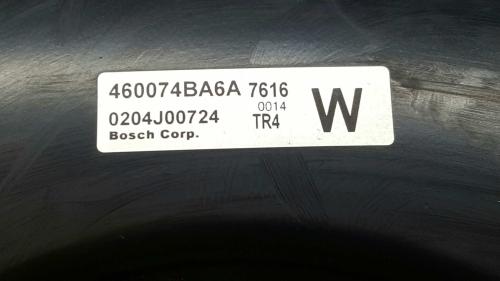 460074BA6A 7616
0014
0204J00724 TR4
Bosch Corp.
W